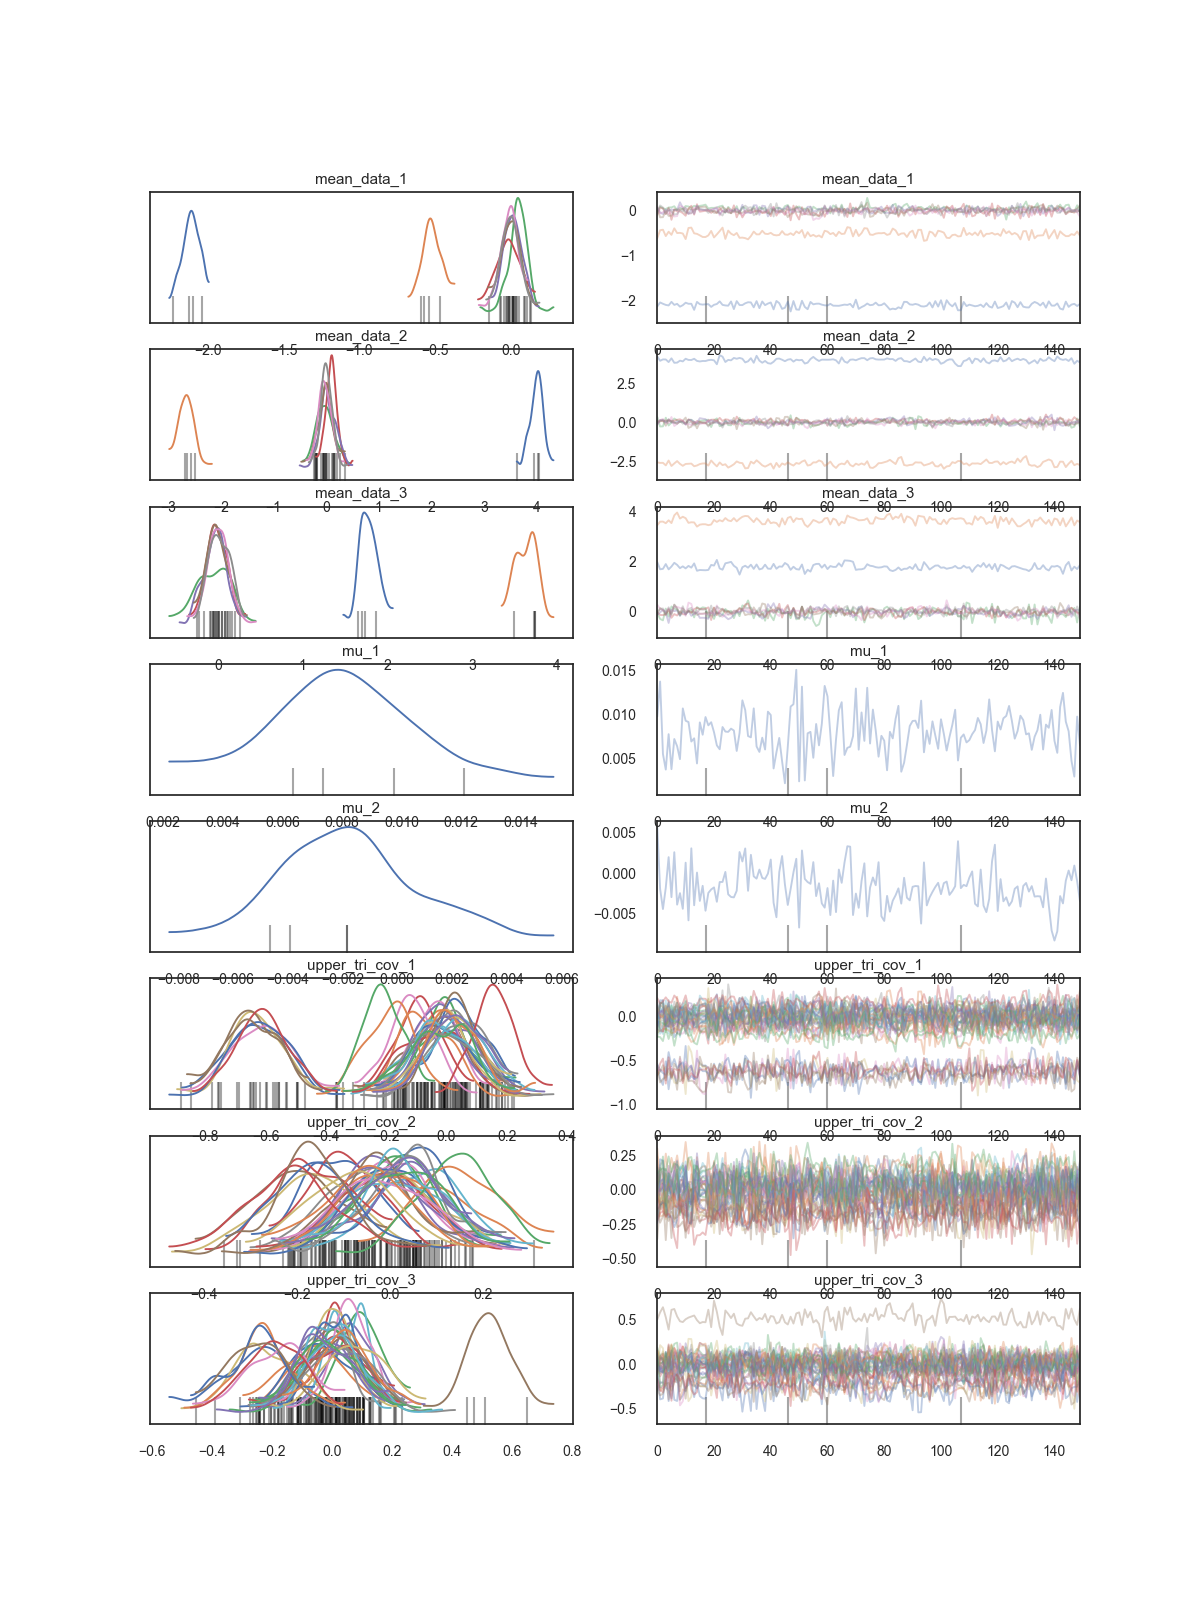 mean_data_1 mean_data_1
0
−1
−2
mean_data_2 mean_data_2
−2.0 −1.5 −1.0 −0.5 0.0 0 20 40 60 80 100 120 140
2.5
0.0
−2.5
mean_data_3 mean_data_3
−3 −2 −1 0 1 2 3 4 0 20 40 60 80 100 120 140
4
2
0
mu_1 mu_1
0 1 2 3 4 0 20 40 60 80 100 120 140
0.015
0.010
0.005
mu_2 mu_2
0.002 0.004 0.006 0.008 0.010 0.012 0.014 0 20 40 60 80 100 120 140
0.005
0.000
−0.005
upper_tri_cov_1 upper_tri_cov_1
−0.008 −0.006 −0.004 −0.002 0.000 0.002 0.004 0.006 0 20 40 60 80 100 120 140
0.0
−0.5
−1.0
upper_tri_cov_2 upper_tri_cov_2
−0.8 −0.6 −0.4 −0.2 0.0 0.2 0.4 0 20 40 60 80 100 120 140
0.25
0.00
−0.25
−0.50
upper_tri_cov_3 upper_tri_cov_3
−0.4 −0.2 0.0 0.2 0 20 40 60 80 100 120 140
0.5
0.0
−0.5
−0.6 −0.4 −0.2 0.0 0.2 0.4 0.6 0.8 0 20 40 60 80 100 120 140